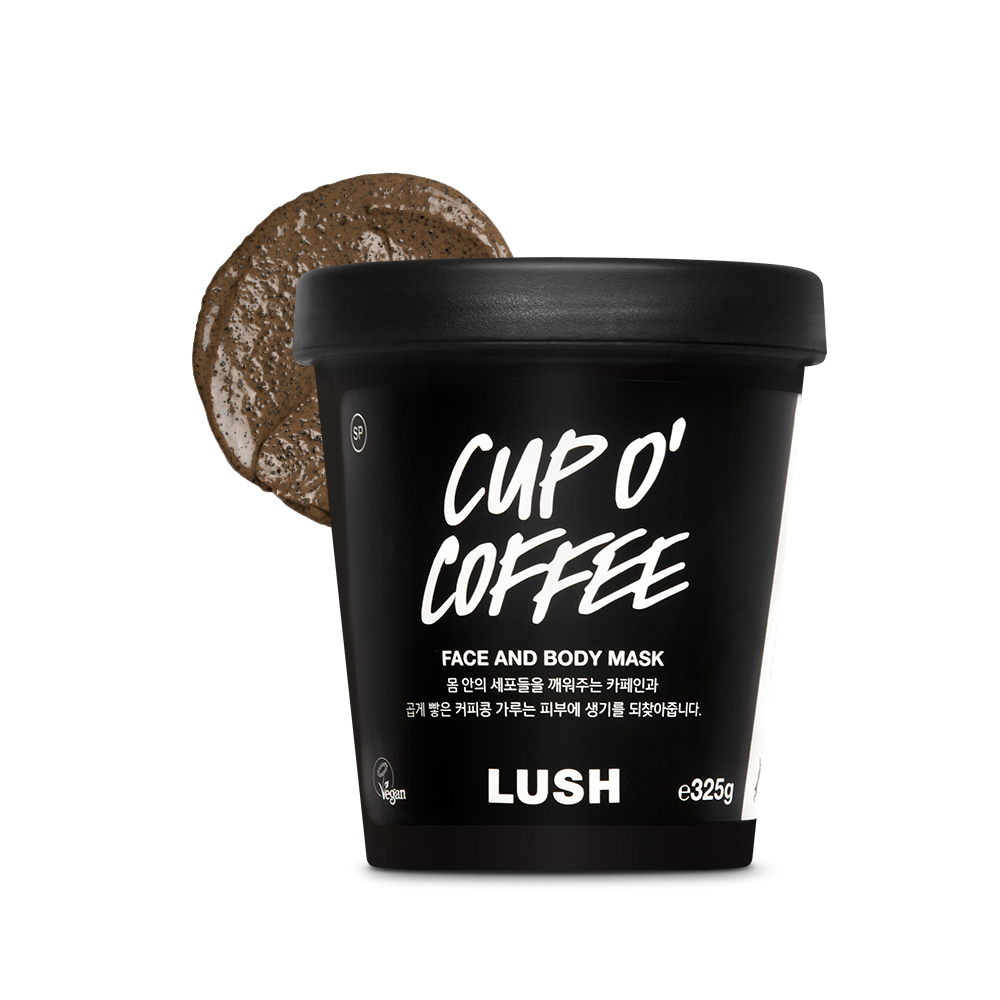 SP
CUP O'
COFFEE
FACE AND BODY MASK
몸 안의 세포들을 깨워주는 카페인과
곱게 빻은 커피콩 가루는 피부에 생기를 되찾아줍니다.
Vegan
LUSH
e325g